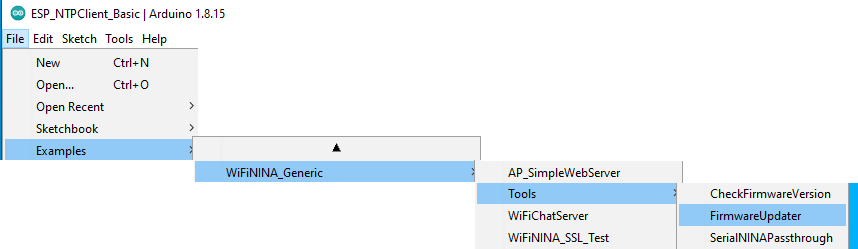 ESP_NTPClient_Basic | Arduino 1.8.15
File Edit Sketch Tools Help
New Ctrl+N
Open... Ctrl+O
Open Recent
Sketchbook
Examples
WiFiNINA_Generic
AP_SimpleWebServer
Tools
WiFiChatServer
WiFiNINA_SSL_Test
CheckFirmwareVersion
FirmwareUpdater
SerialNINAPassthrough